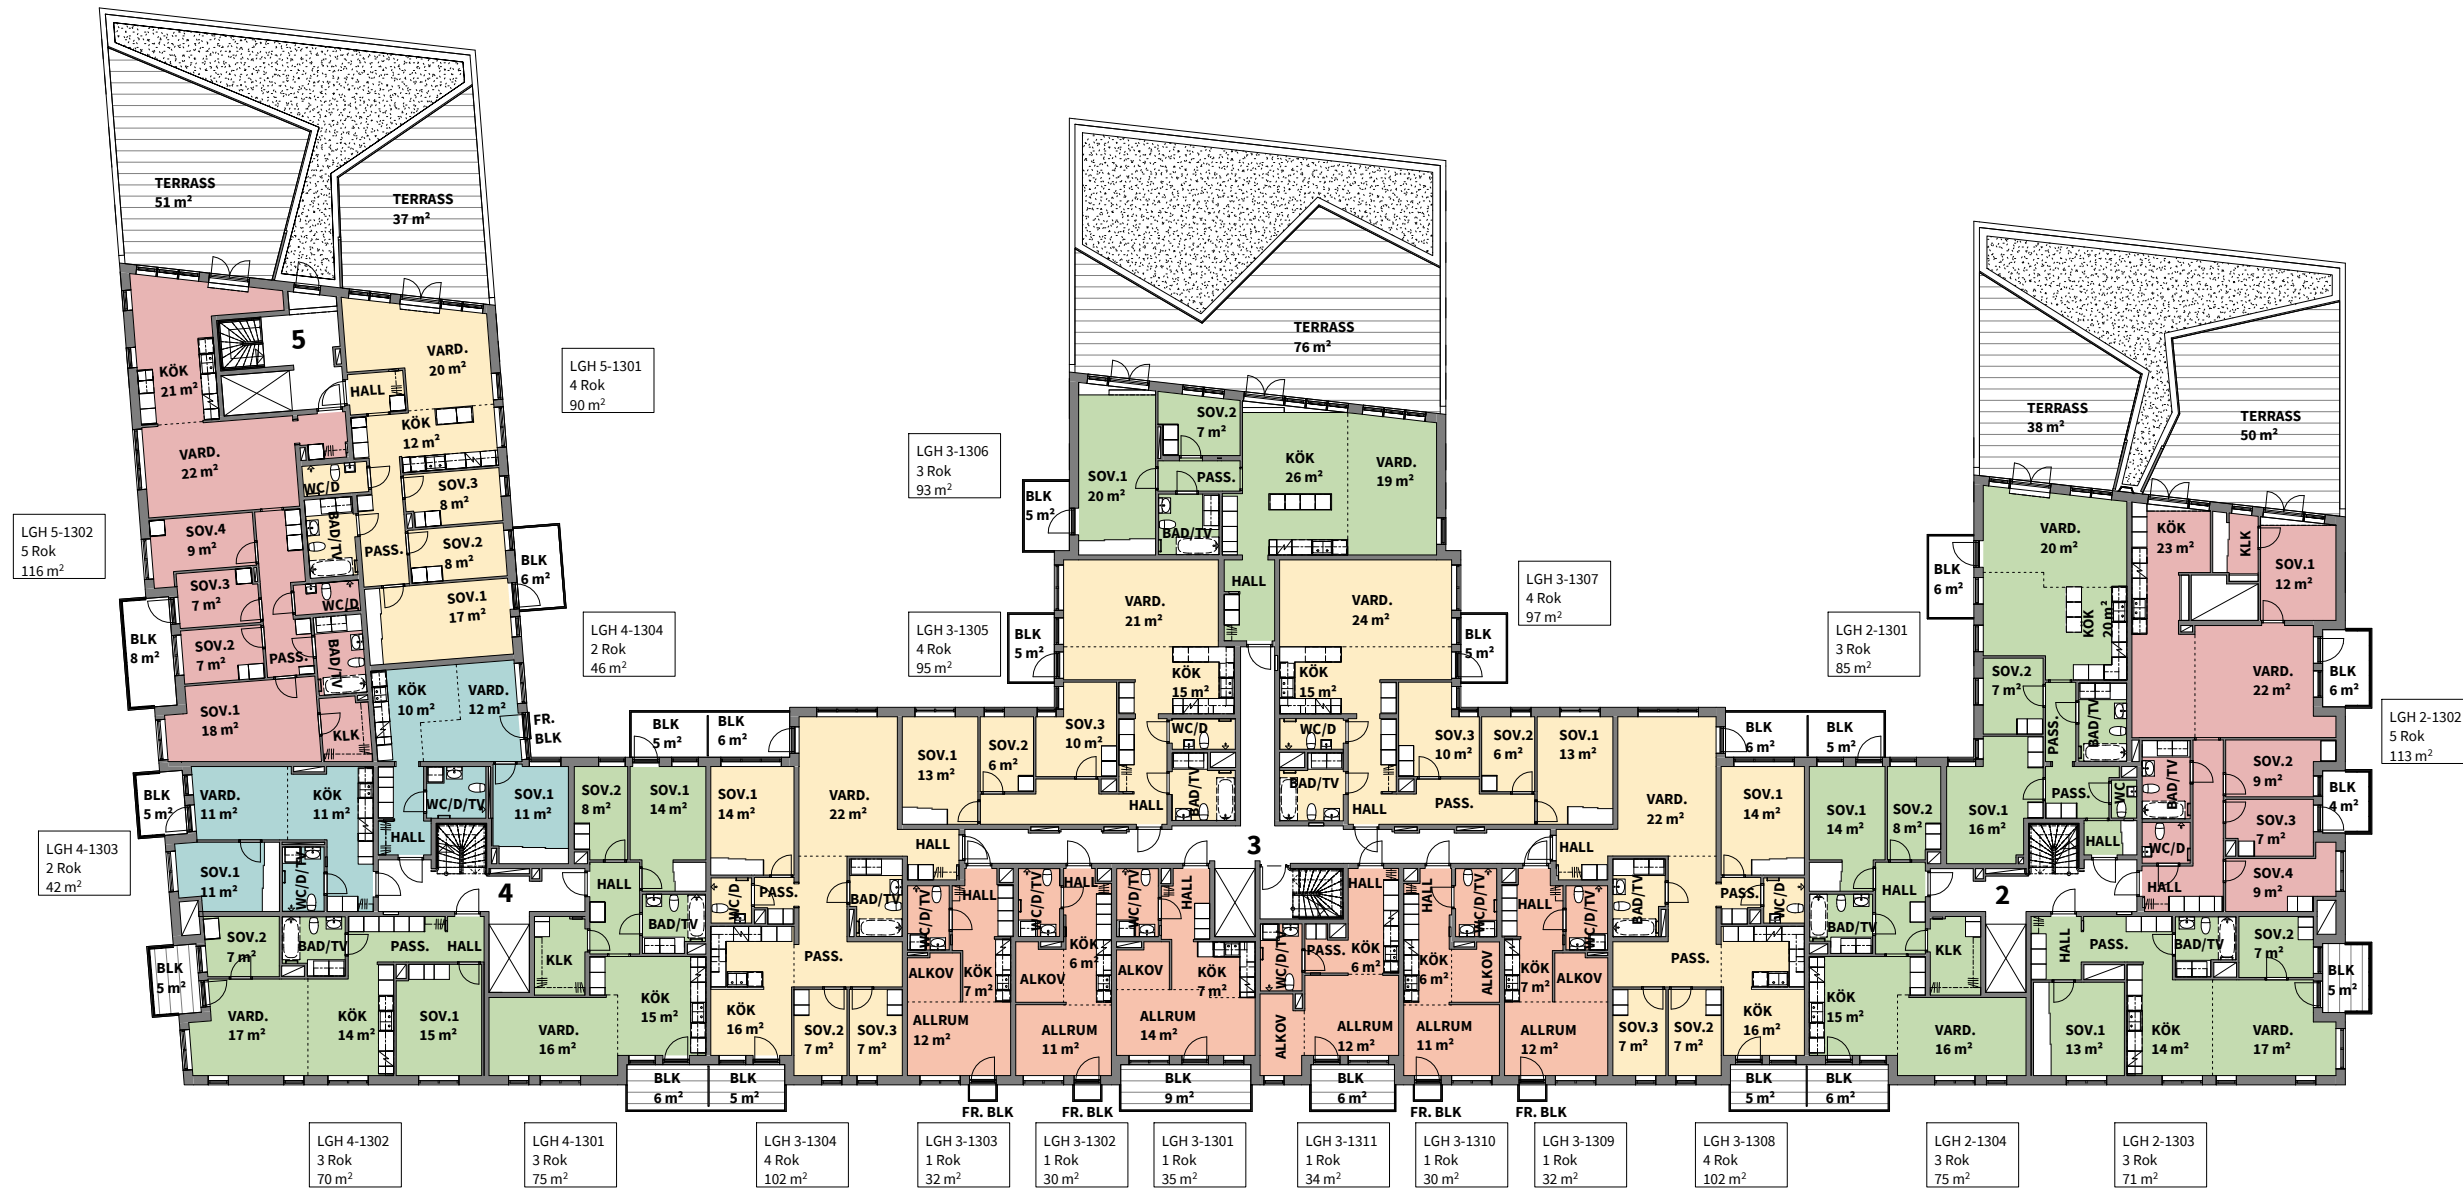 TERRASS
51 m²
TERRASS
37 m²
TERRASS
76 m²
TERRASS
38 m²
TERRASS
50 m²
5
KÖK
21 m²
VARD.
20 m²
HALL
KÖK
12 m²
VARD.
22 m²
WC/D
SOV.3
8 m²
BAD/TV
PASS.
SOV.2
8 m²
SOV.4
9 m²
SOV.3
7 m²
WC/D
SOV.1
17 m²
SOV.2
7 m²
PASS.
BAD/TV
SOV.1
18 m²
KLK
BLK
8 m²
BLK
6 m²
LGH 5-1301
4 Rok
90 m²
LGH 5-1302
5 Rok
116 m²
LGH 4-1304
2 Rok
46 m²
KÖK
10 m²
VARD.
12 m²
FR.
BLK
HALL
WC/D/TV
SOV.1
11 m²
BLK
5 m²
VARD.
11 m²
KÖK
11 m²
SOV.1
11 m²
WC/D/TV
LGH 4-1303
2 Rok
42 m²
4
BLK
5 m²
SOV.2
7 m²
BAD/TV
PASS.
HALL
VARD.
17 m²
KÖK
14 m²
SOV.1
15 m²
SOV.2
8 m²
SOV.1
14 m²
HALL
BAD/TV
KLK
VARD.
16 m²
KÖK
15 m²
BLK
5 m²
BLK
6 m²
BLK
6 m²
BLK
5 m²
SOV.1
14 m²
VARD.
22 m²
HALL
WC/D
PASS.
BAD/TV
PASS.
KÖK
16 m²
SOV.2
7 m²
SOV.3
7 m²
LGH 3-1306
3 Rok
93 m²
SOV.1
20 m²
SOV.2
7 m²
PASS.
BAD/TV
KÖK
26 m²
VARD.
19 m²
HALL
BLK
5 m²
LGH 3-1305
4 Rok
95 m²
BLK
5 m²
VARD.
21 m²
KÖK
15 m²
SOV.3
10 m²
SOV.2
6 m²
SOV.1
13 m²
WC/D
BAD/TV
HALL
LGH 3-1307
4 Rok
97 m²
VARD.
24 m²
BLK
5 m²
KÖK
15 m²
WC/D
BAD/TV
SOV.3
10 m²
SOV.2
6 m²
SOV.1
13 m²
HALL
PASS.
3
WC/D/TV
HALL
ALKOV
KÖK
7 m²
ALLRUM
12 m²
FR. BLK
WC/D/TV
HALL
KÖK
6 m²
ALKOV
ALLRUM
11 m²
FR. BLK
WC/D/TV
HALL
ALKOV
KÖK
7 m²
ALLRUM
14 m²
BLK
9 m²
HALL
WC/D/TV
PASS.
KÖK
6 m²
ALKOV
ALLRUM
12 m²
BLK
6 m²
HALL
WC/D/TV
KÖK
6 m²
ALKOV
ALLRUM
11 m²
FR. BLK
HALL
WC/D/TV
KÖK
7 m²
ALKOV
ALLRUM
12 m²
FR. BLK
HALL
VARD.
22 m²
SOV.1
14 m²
BAD/TV
PASS.
WC/D
PASS.
SOV.3
7 m²
SOV.2
7 m²
KÖK
16 m²
BLK
6 m²
BLK
5 m²
BLK
5 m²
BLK
6 m²
SOV.1
14 m²
SOV.2
8 m²
HALL
BAD/TV
KLK
KÖK
15 m²
VARD.
16 m²
LGH 2-1301
3 Rok
85 m²
BLK
6 m²
VARD.
20 m²
KÖK
20 m²
SOV.2
7 m²
PASS.
BAD/TV
SOV.1
16 m²
PASS.
WC
HALL
2
KÖK
23 m²
KLK
SOV.1
12 m²
VARD.
22 m²
BLK
6 m²
SOV.2
9 m²
BAD/TV
BLK
4 m²
SOV.3
7 m²
WC/D
SOV.4
9 m²
HALL
LGH 2-1302
5 Rok
113 m²
HALL
PASS.
BAD/TV
SOV.2
7 m²
BLK
5 m²
SOV.1
13 m²
KÖK
14 m²
VARD.
17 m²
LGH 4-1302
3 Rok
70 m²
LGH 4-1301
3 Rok
75 m²
LGH 3-1304
4 Rok
102 m²
LGH 3-1303
1 Rok
32 m²
LGH 3-1302
1 Rok
30 m²
LGH 3-1301
1 Rok
35 m²
LGH 3-1311
1 Rok
34 m²
LGH 3-1310
1 Rok
30 m²
LGH 3-1309
1 Rok
32 m²
LGH 3-1308
4 Rok
102 m²
LGH 2-1304
3 Rok
75 m²
LGH 2-1303
3 Rok
71 m²